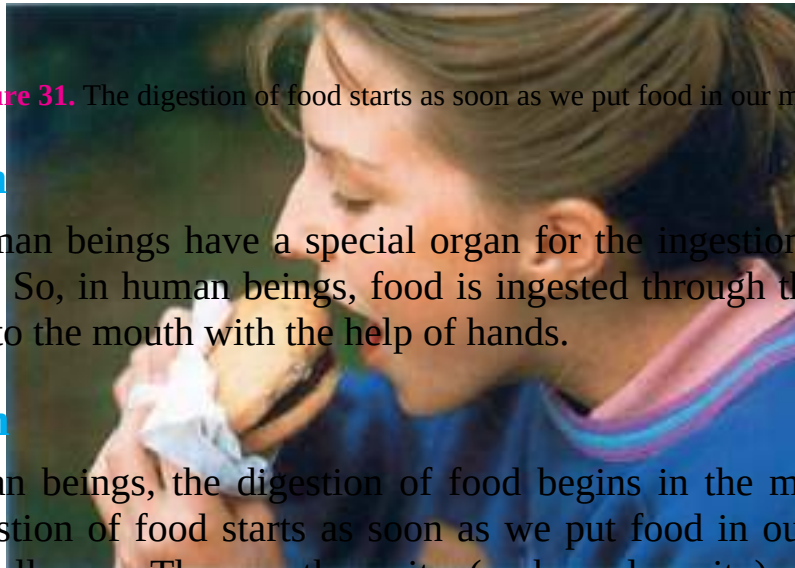 re 31. The digestion of food starts as soon as we put food in our m
n
man beings have a special organ for the ingestion
So, in human beings, food is ingested through th
to the mouth with the help of hands.
n
an beings, the digestion of food begins in the m
stion of food starts as soon as we put food in ou